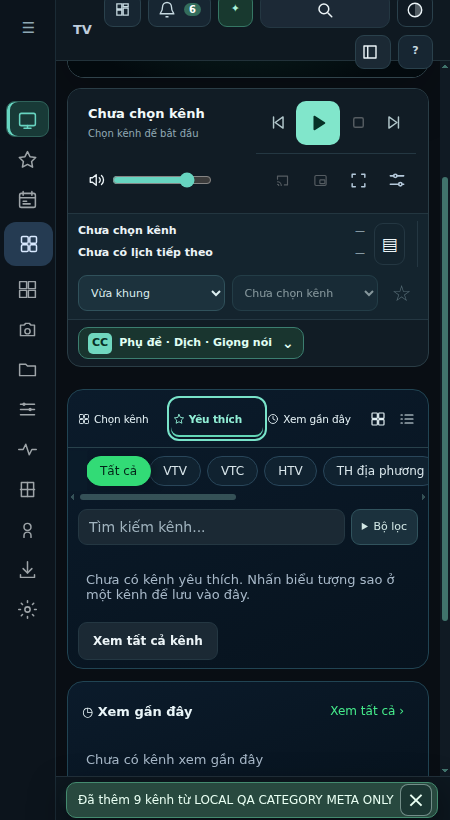 TV
6
?
Chưa chọn kênh
Chọn kênh để bắt đầu
Chưa chọn kênh —
Chưa có lịch tiếp theo —
Vừa khung Chưa chọn kênh
CC Phụ đề · Dịch · Giọng nói
Chọn kênh Yêu thích Xem gần đây
Tất cả VTV VTC HTV TH địa phương
Tìm kiếm kênh... Bộ lọc
Chưa có kênh yêu thích. Nhấn biểu tượng sao ở
một kênh để lưu vào đây.
Xem tất cả kênh
Xem gần đây Xem tất cả ›
Chưa có kênh xem gần đây
Đã thêm 9 kênh từ LOCAL QA CATEGORY META ONLY